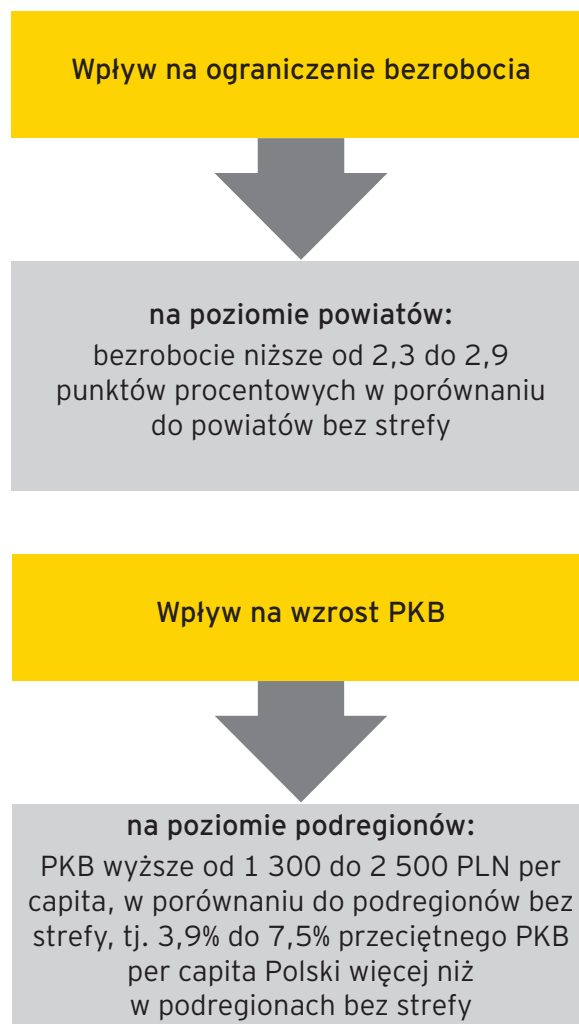 Wpływ na ograniczenie bezrobocia
na poziomie powiatów:
bezrobocie niższe od 2,3 do 2,9
punktów procentowych w porównaniu
do powiatów bez strefy
Wpływ na wzrost PKB
na poziomie podregionów:
PKB wyższe od 1 300 do 2 500 PLN per
capita, w porównaniu do podregionów bez
strefy, tj. 3,9% do 7,5% przeciętnego PKB
per capita Polski więcej niż
w podregionach bez strefy